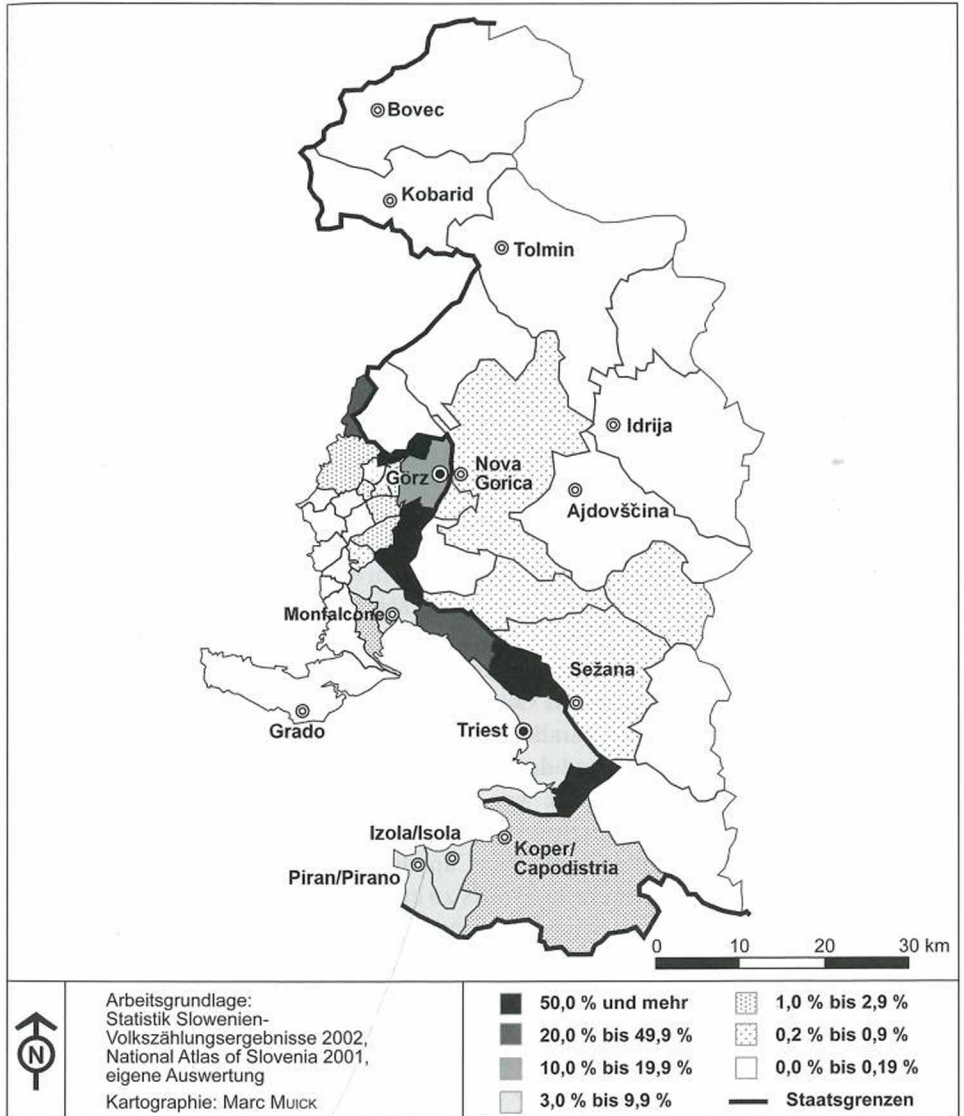 Bovec
Kobarid
Tolmin
Idrija
Görz
Nova
Gorica
Ajdovščina
Monfalcone
Sežana
Grado
Triest
Izola/Isola
Koper/
Capodistria
Piran/Pirano
0 10 20 30 km
N
Arbeitsgrundlage:
Statistik Slowenien-
Volkszählungsergebnisse 2002,
National Atlas of Slovenia 2001,
eigene Auswertung
Kartographie: Marc MUICK
50,0 % und mehr
20,0 % bis 49,9 %
10,0 % bis 19,9 %
3,0 % bis 9,9 %
1,0 % bis 2,9 %
0,2 % bis 0,9 %
0,0 % bis 0,19 %
Staatsgrenzen